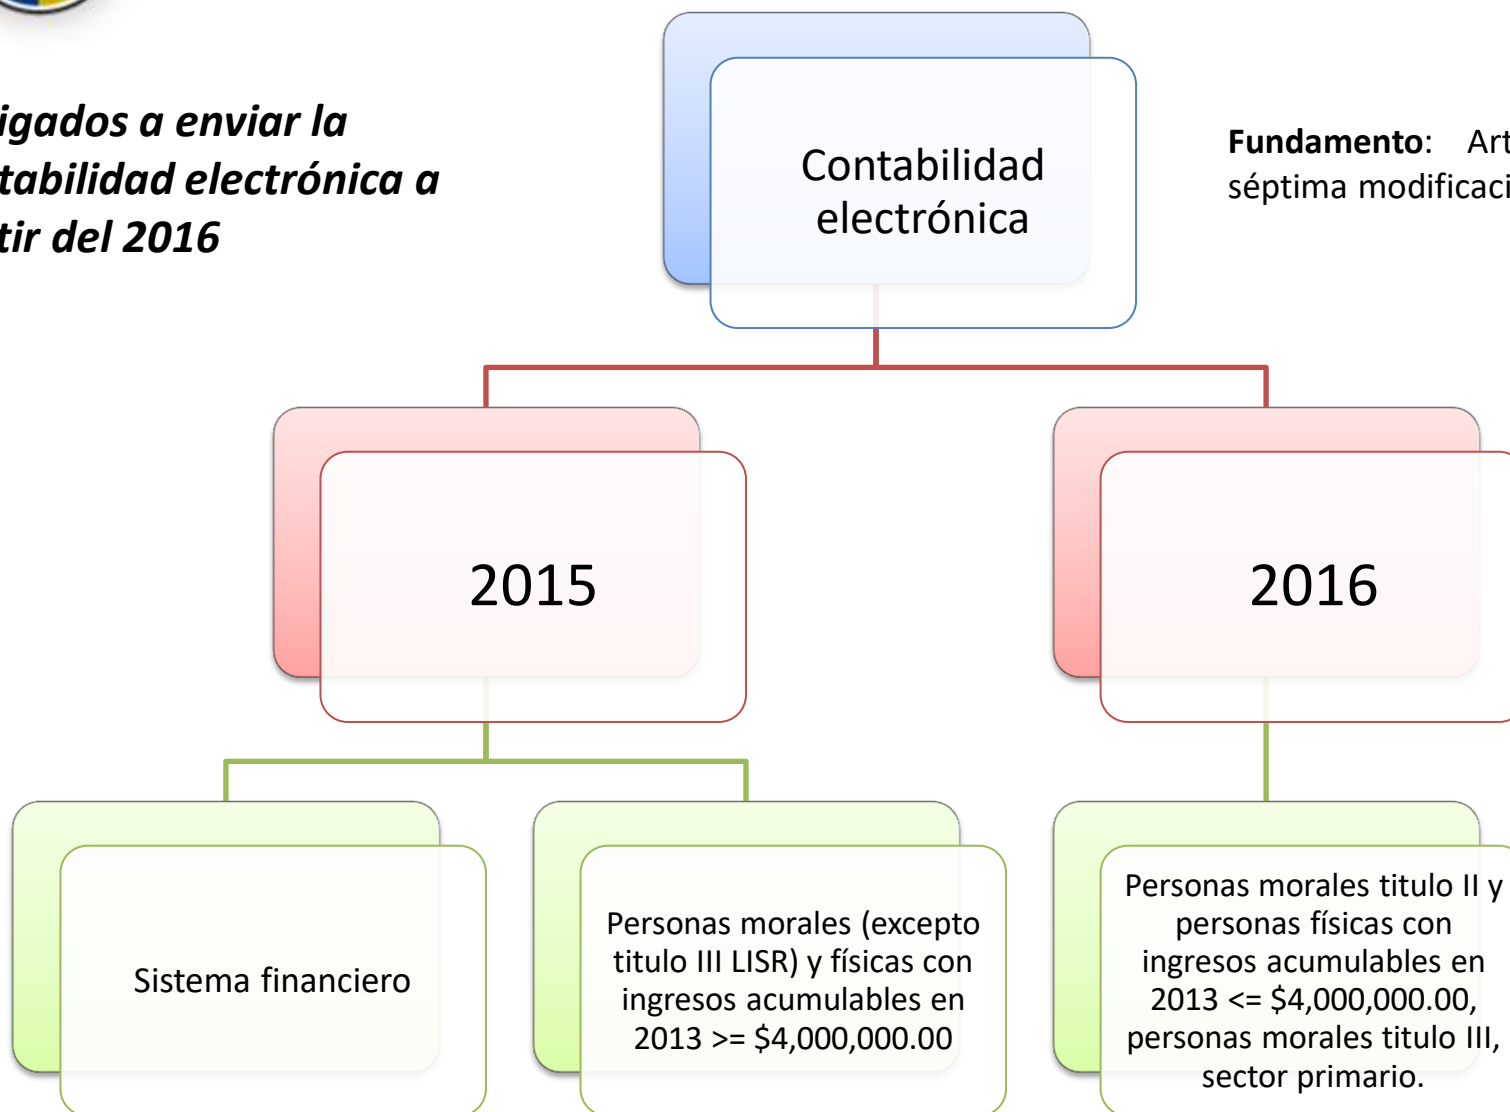 igados a enviar la
tabilidad electrónica a
tir del 2016
Contabilidad
electrónica
Fundamento: Art
séptima modificaci
2015
2016
Sistema financiero
Personas morales (excepto
titulo III LISR) y físicas con
ingresos acumulables en
2013 >= $4,000,000.00
Personas morales titulo II y
personas físicas con
ingresos acumulables en
2013 <= $4,000,000.00,
personas morales titulo III,
sector primario.